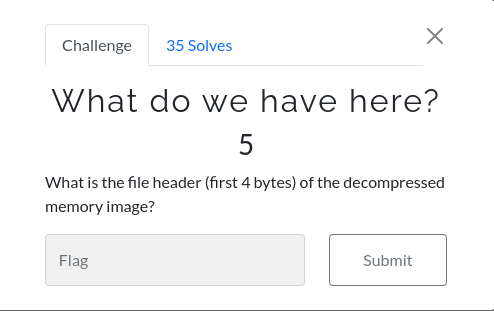 Challenge
35 Solves
What do we have here?
5
What is the file header (first 4 bytes) of the decompressed
memory image?
Flag
Submit